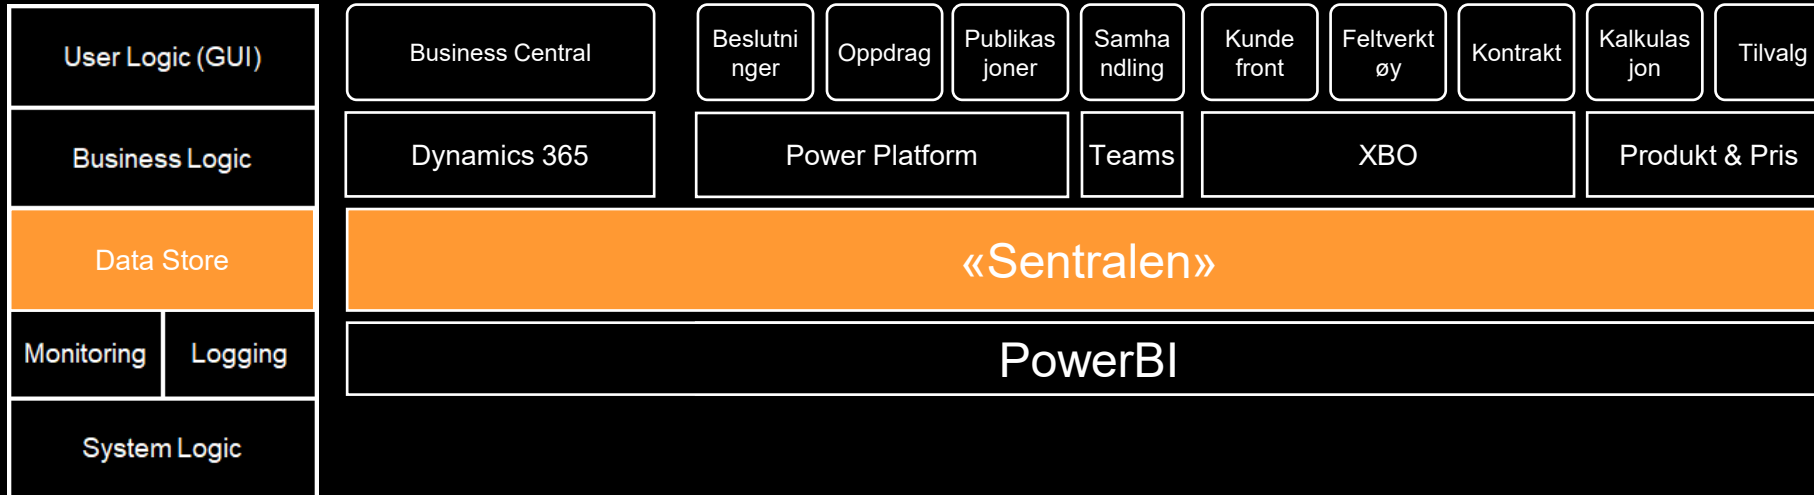 User Logic (GUI)
Business Central
Beslutni
nger
Oppdrag
Publikas
joner
Samha
ndling
Kunde
front
Feltverkt
øy
Kontrakt
Kalkulas
jon
Tilvalg
Business Logic
Dynamics 365
Power Platform
Teams
XBO
Produkt & Pris
Data Store
«Sentralen»
Monitoring
Logging
PowerBI
System Logic